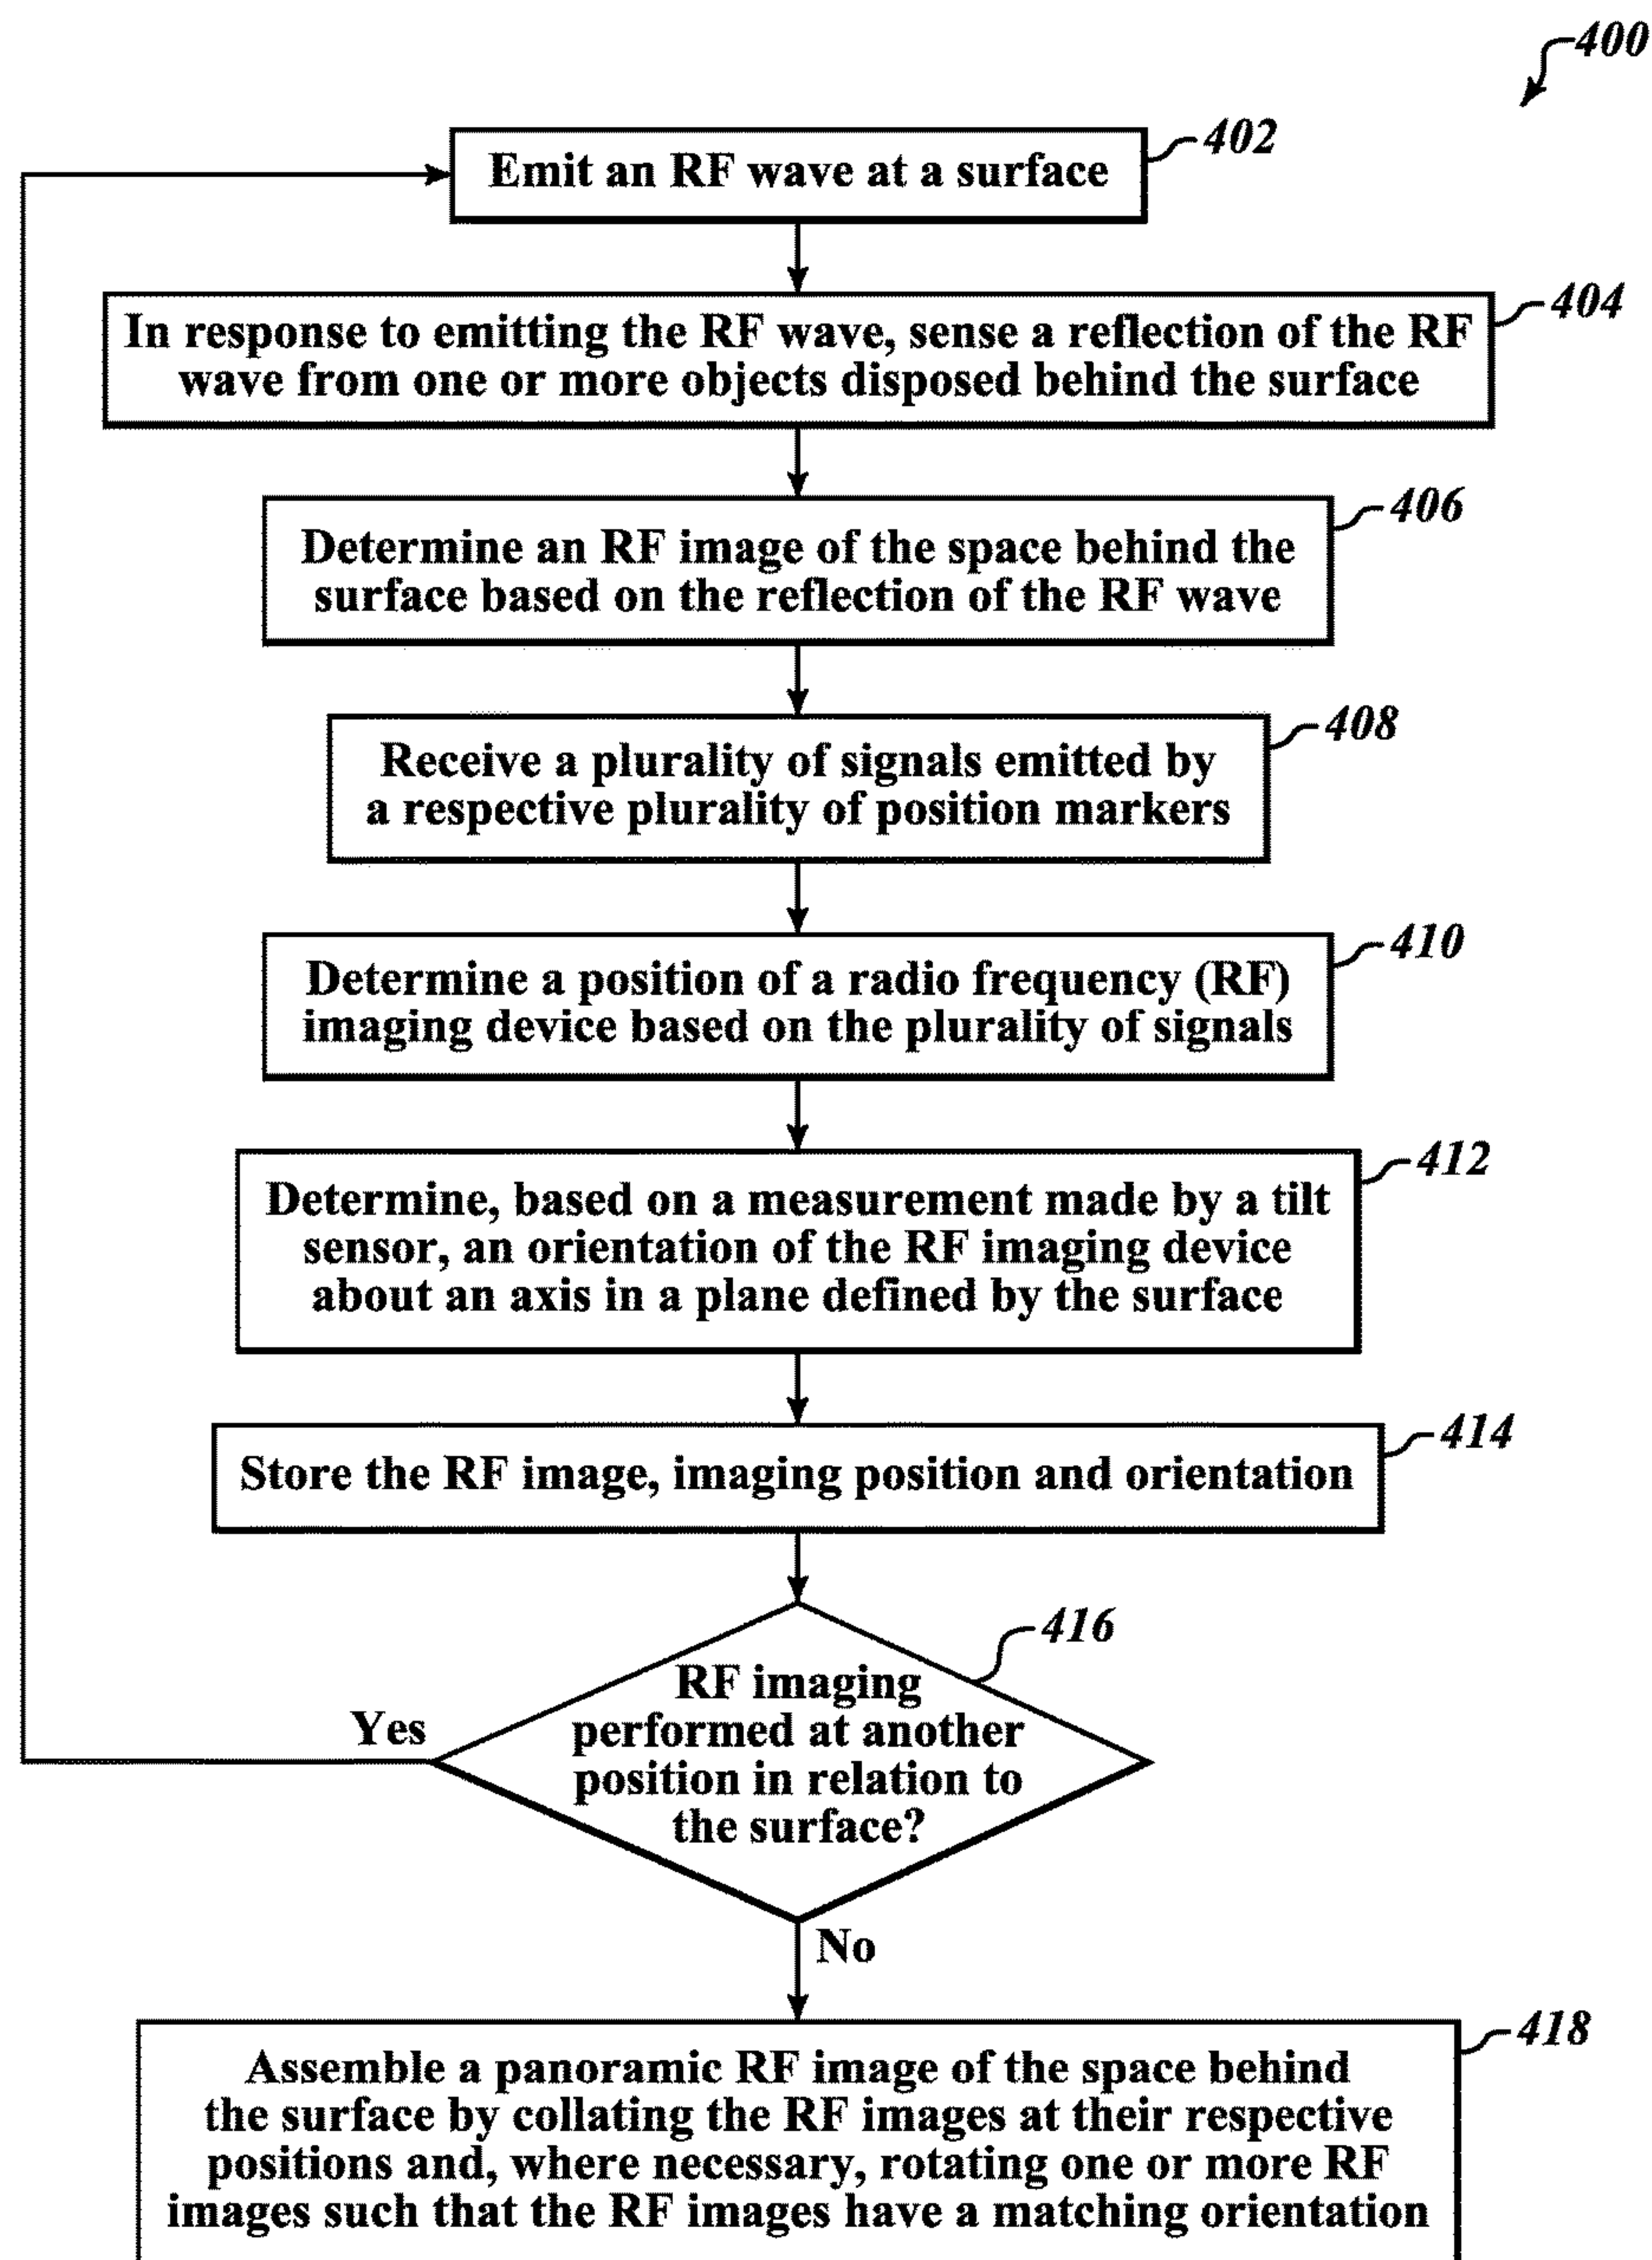 400
402
Emit an RF wave at a surface
404
In response to emitting the RF wave, sense a reflection of the RF
wave from one or more objects disposed behind the surface
406
Determine an RF image of the space behind the
surface based on the reflection of the RF wave
408
Receive a plurality of signals emitted by
a respective plurality of position markers
410
Determine a position of a radio frequency (RF)
imaging device based on the plurality of signals
412
Determine, based on a measurement made by a tilt
sensor, an orientation of the RF imaging device
about an axis in a plane defined by the surface
414
Store the RF image, imaging position and orientation
416
RF imaging
performed at another
position in relation to
the surface?
Yes
No
418
Assemble a panoramic RF image of the space behind
the surface by collating the RF images at their respective
positions and, where necessary, rotating one or more RF
images such that the RF images have a matching orientation